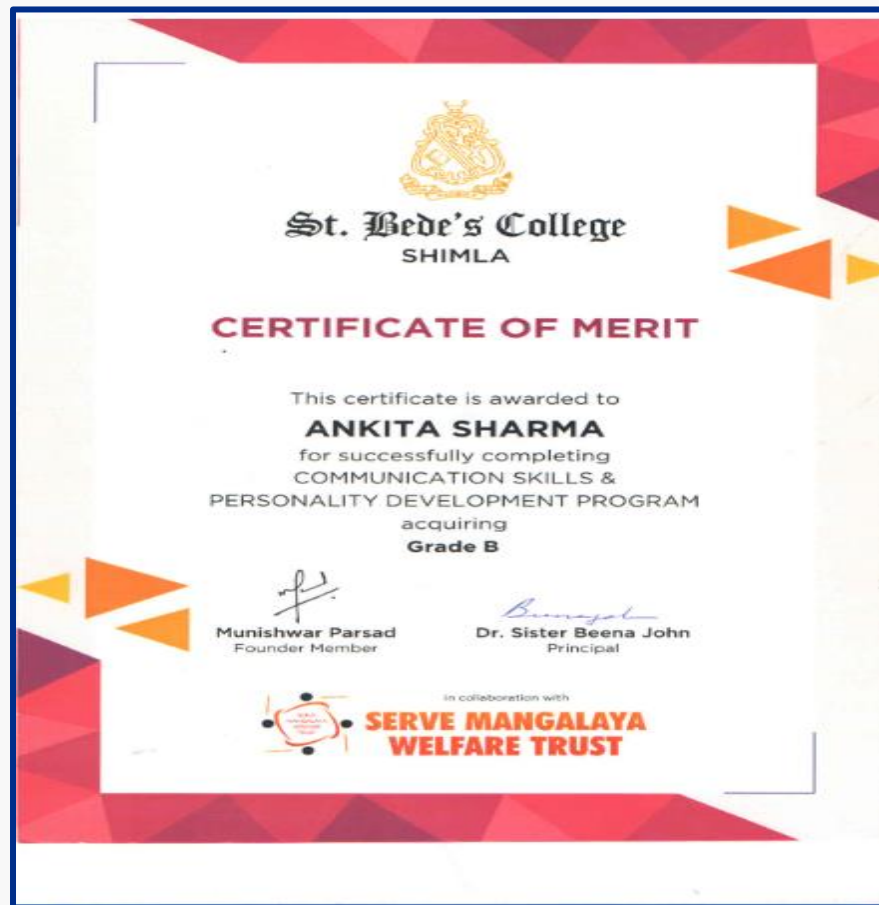 St. Bede's College
SHIMLA
CERTIFICATE OF MERIT
This certificate is awarded to
ANKITA SHARMA
for successfully completing
COMMUNICATION SKILLS &
PERSONALITY DEVELOPMENT PROGRAM
acquiring
Grade B
Munishwar Parsad
Founder Member
Dr. Sister Beena John
Principal
in collaboration with
SERVE MANGALAYA
WELFARE TRUST